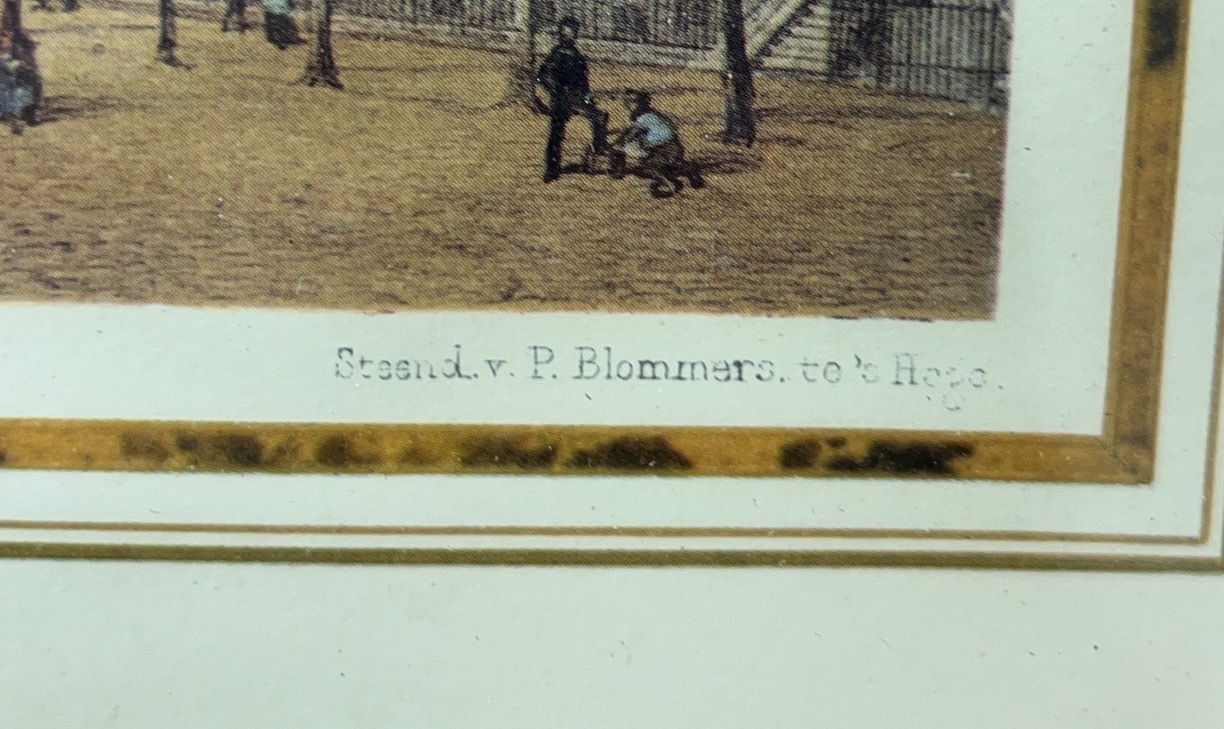 Steend. v. P. Blommers. te 's Hage.